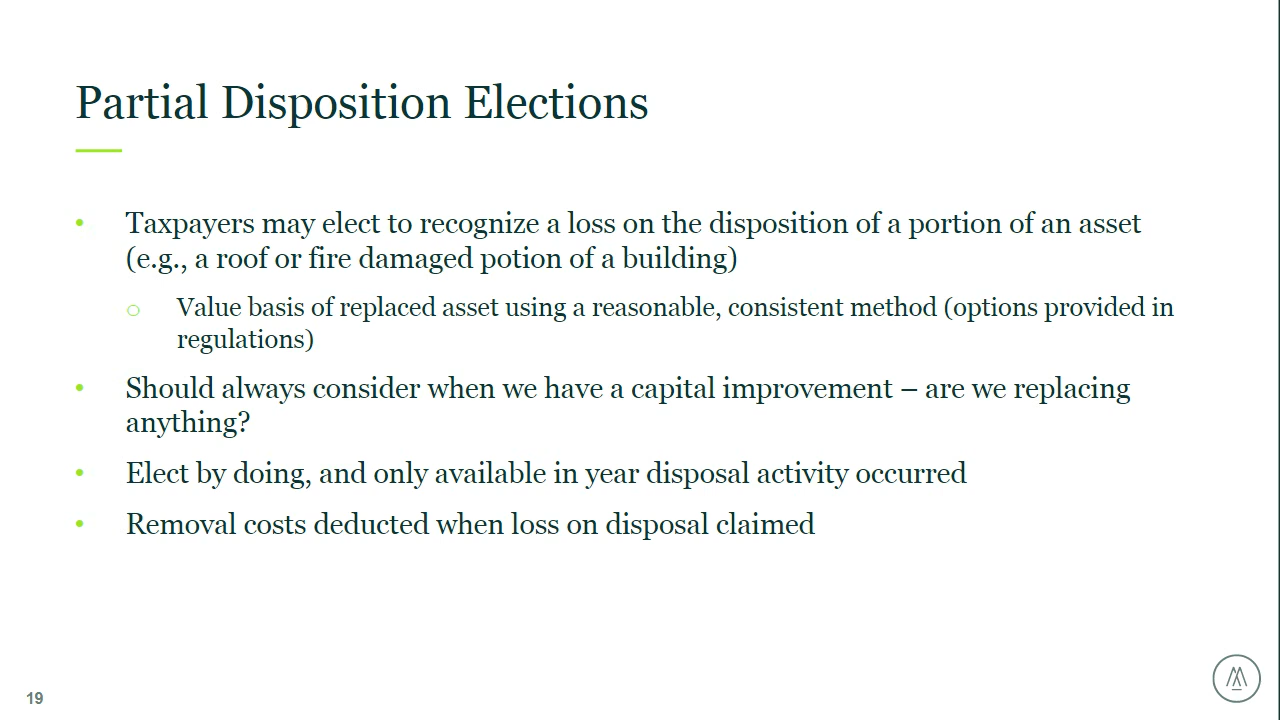 Partial Disposition Elections
• Taxpayers may elect to recognize a loss on the disposition of a portion of an asset
(e.g., a roof or fire damaged potion of a building)
o Value basis of replaced asset using a reasonable, consistent method (options provided in
regulations)
• Should always consider when we have a capital improvement – are we replacing
anything?
• Elect by doing, and only available in year disposal activity occurred
• Removal costs deducted when loss on disposal claimed
19